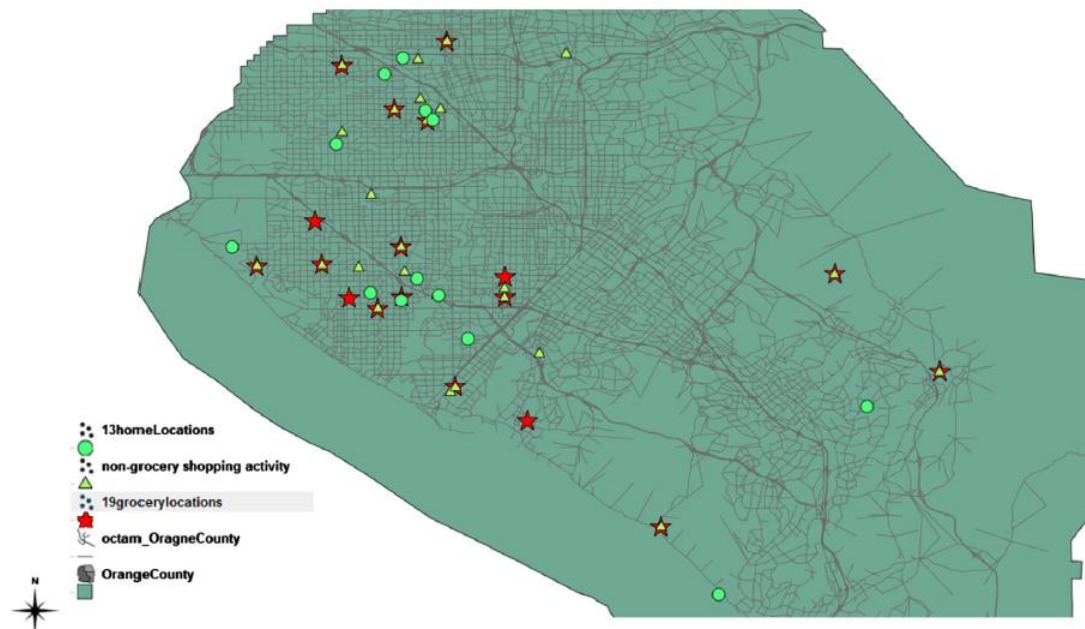 13homeLocations
non-grocery shopping activity
19grocerylocations
octam_OragneCounty
OrangeCounty
N